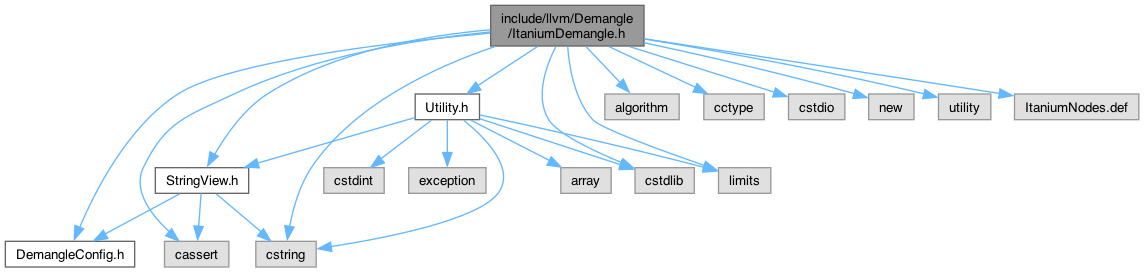 include/llvm/Demangle
/ItaniumDemangle.h
Utility.h
algorithm
cctype
cstdio
new
utility
ItaniumNodes.def
StringView.h
cstdint
exception
array
cstdlib
limits
DemangleConfig.h
cassert
cstring